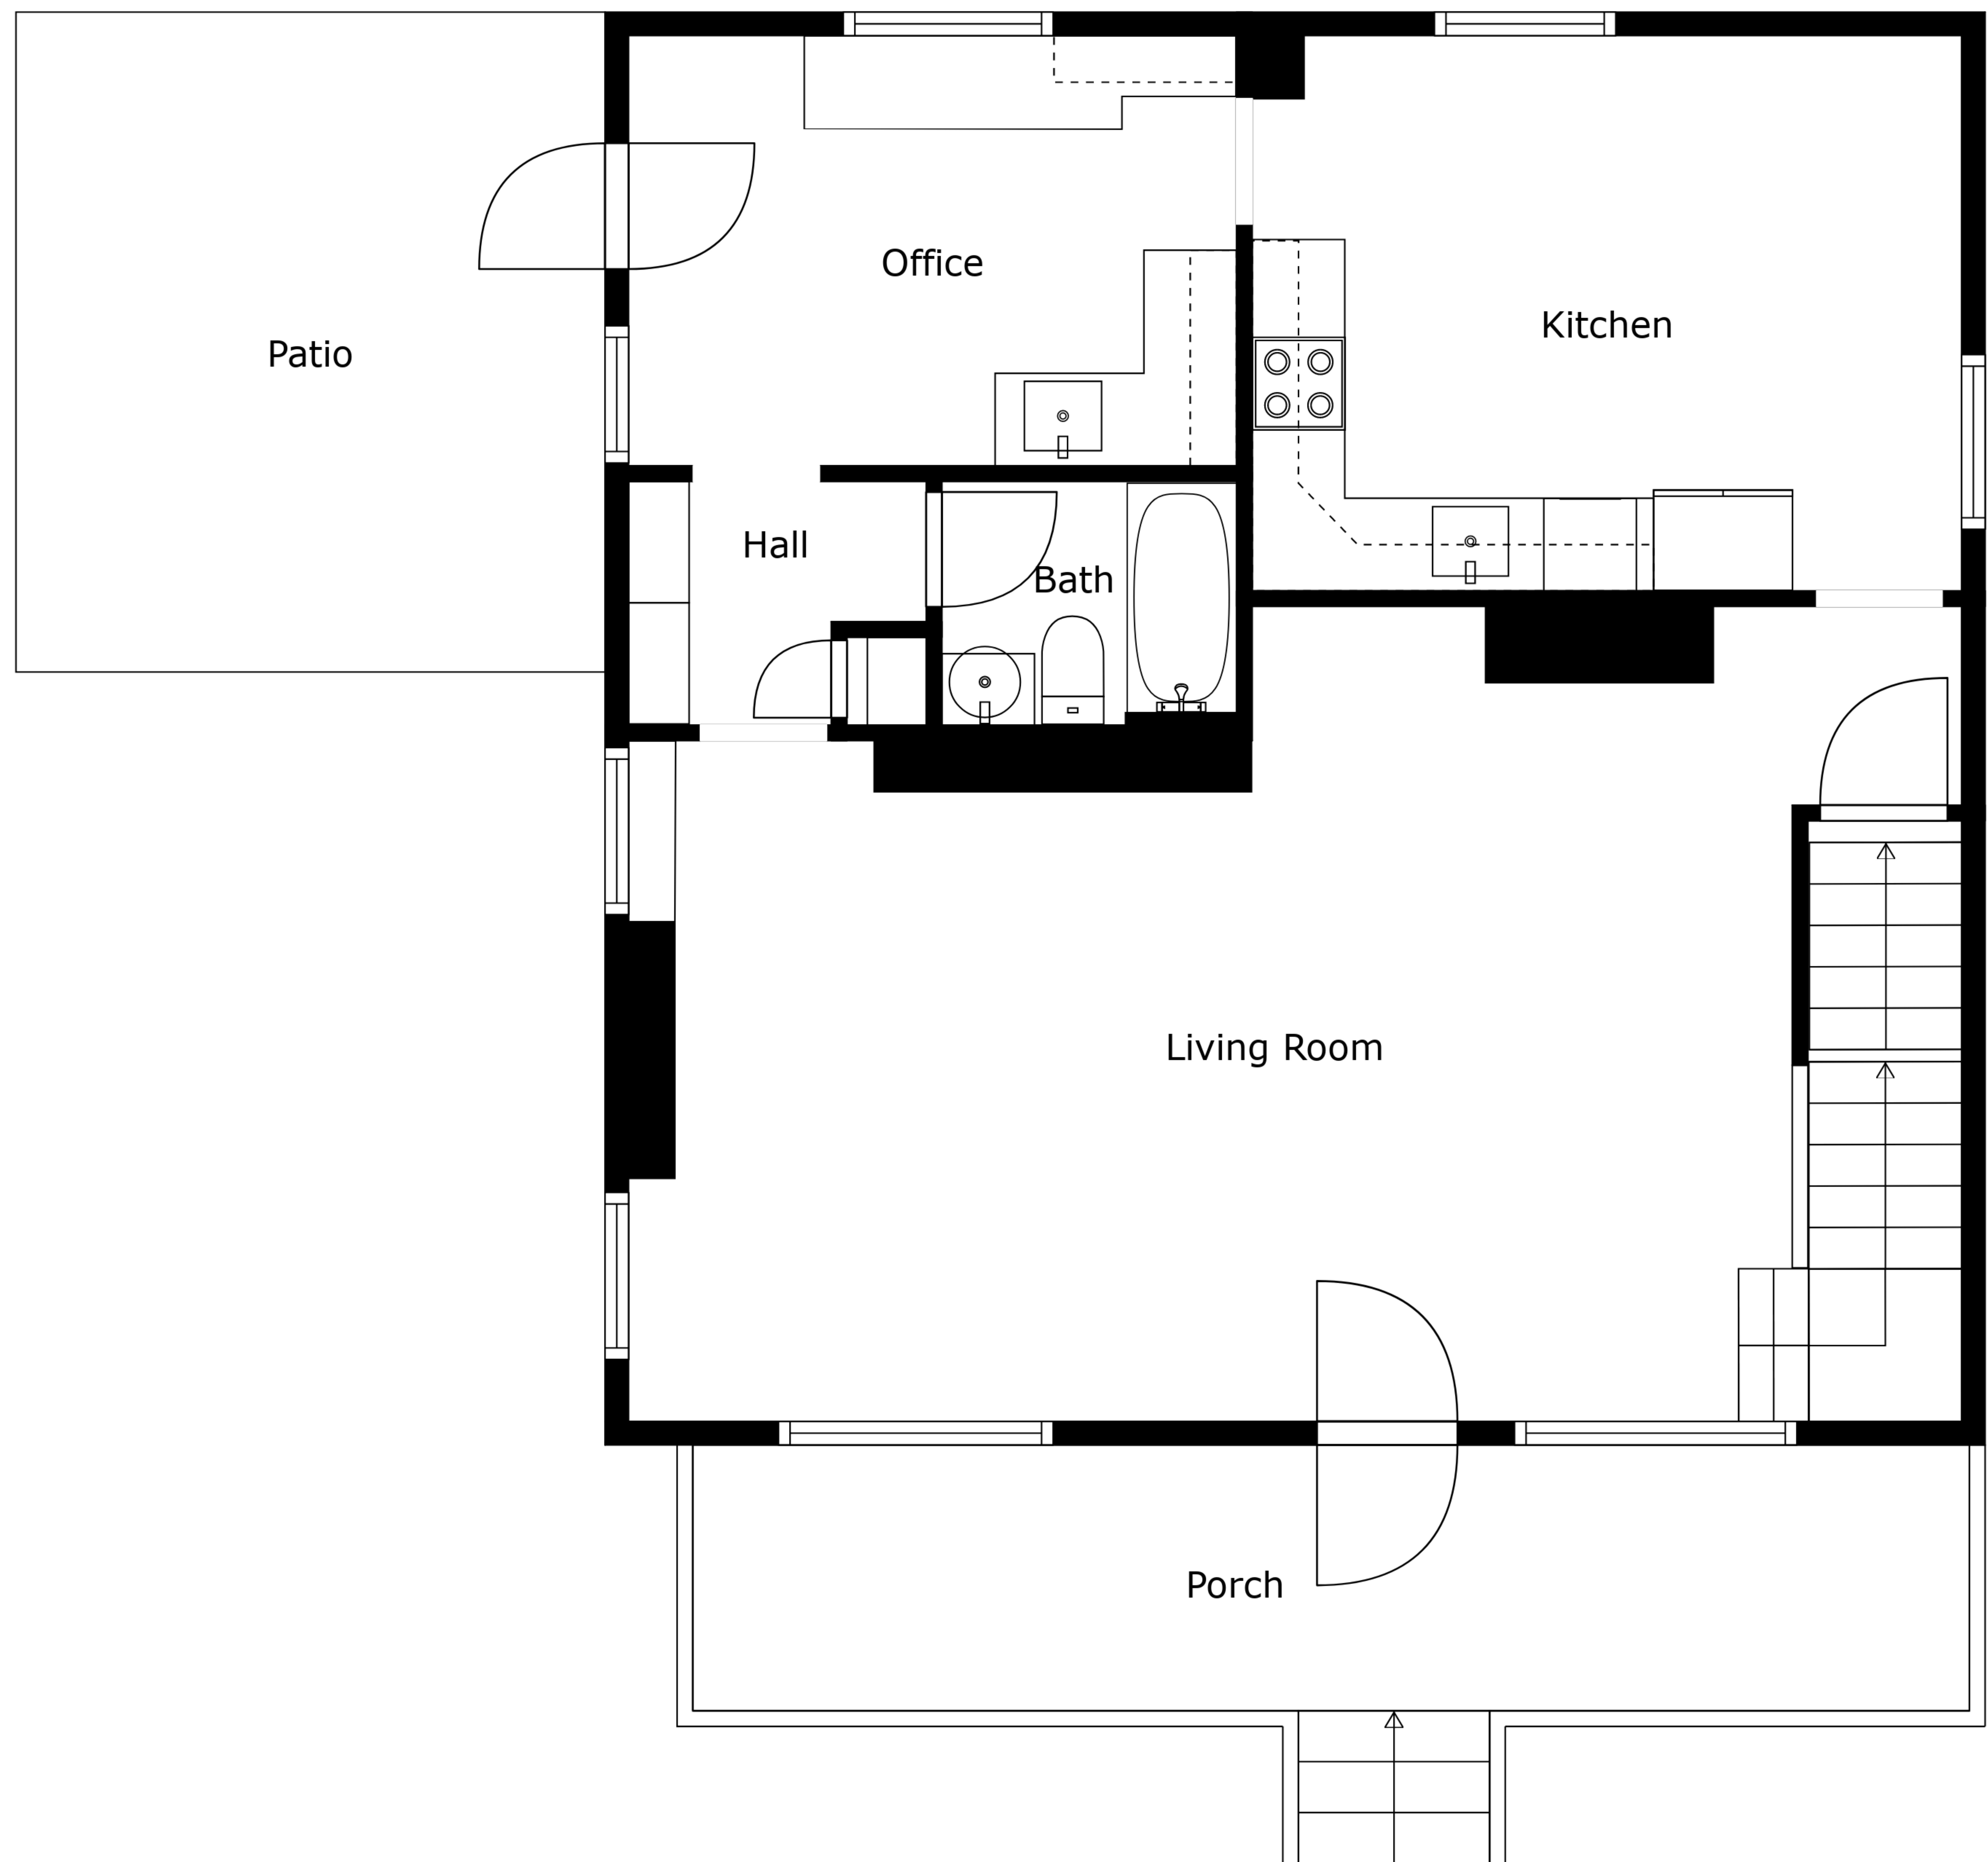 Office
Kitchen
Patio
Hall
Bath
Living Room
Porch